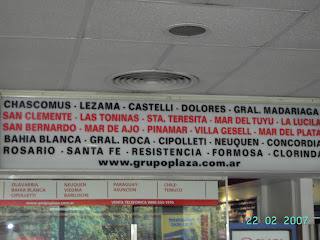 CHASCOMUS - LEZAMA - CASTELLI - DOLORES - GRAL. MADARIAGA
SAN CLEMENTE - LAS TONINAS - STA. TERESITA - MAR DEL TUYU - LA LUCILA
SAN BERNARDO - MAR DE AJO - PINAMAR - VILLA GESELL - MAR DEL PLATA
BAHIA BLANCA - GRAL. ROCA - CIPOLLETI - NEUQUEN - CONCORDIA
ROSARIO - SANTA FE - RESISTENCIA - FORMOSA - CLORINDA
www.grupoplaza.com.ar
OLAVARRIA NEUQUEN PARAGUAY: CHILE:
BAHIA BLANCA VIEDMA ASUNCION TEMUCO
CIPOLLETTI BARILOCHE
VENTA TELEFONICA
22 02 2007